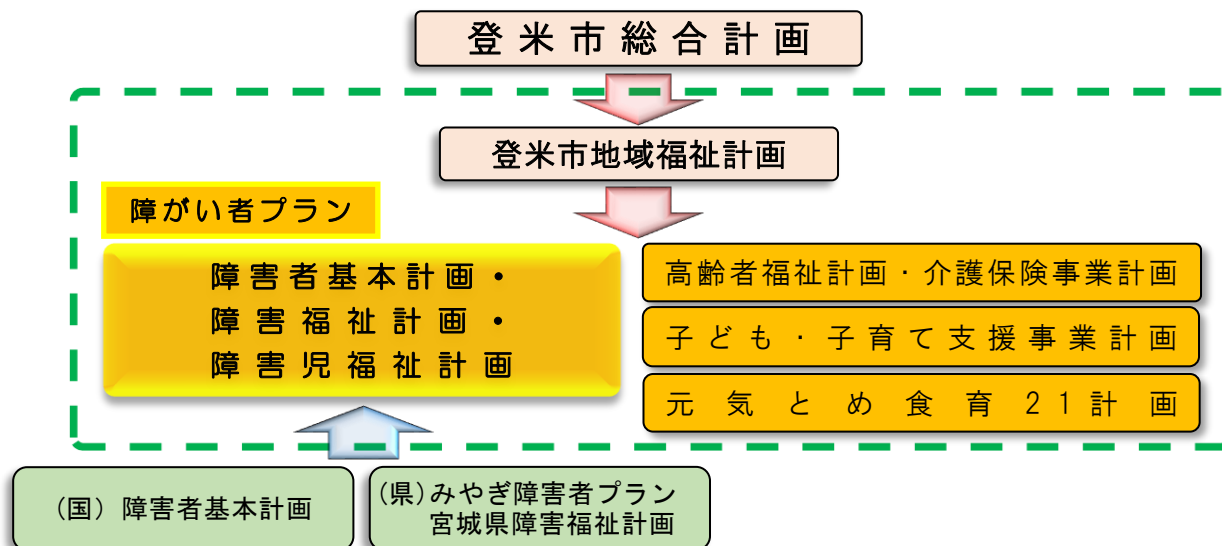 登米市総合計画
登米市地域福祉計画
障がい者プラン
障害者基本計画・
障害福祉計画・
障害児福祉計画
高齢者福祉計画・介護保険事業計画
子ども・子育て支援事業計画
元気とめ食育21計画
(国) 障害者基本計画
(県)みやぎ障害者プラン
宮城県障害福祉計画